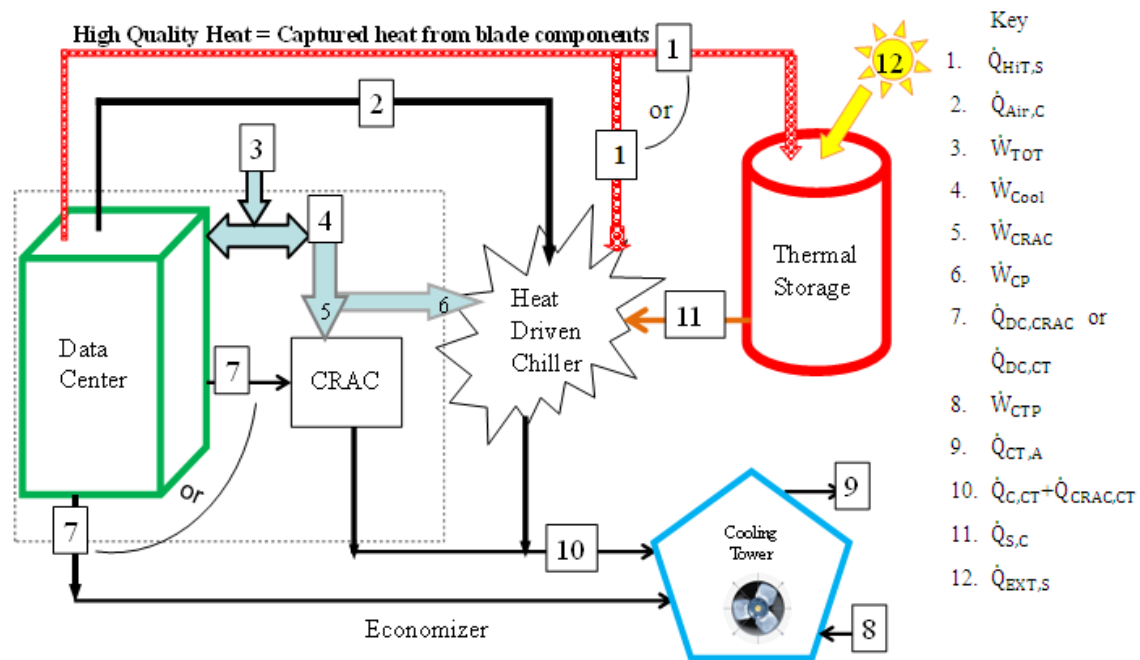 High Quality Heat = Captured heat from blade components
1
2
or
1
12
3
4
5
6
Data
Center
7
CRAC
Heat
Driven
Chiller
11
Thermal
Storage
or
7
10
Cooling
Tower
9
8
Economizer
Key
1. Q̇HiT,S
2. Q̇Air,C
3. ẆTOT
4. ẆCool
5. ẆCRAC
6. ẆCP
7. Q̇DC,CRAC or
Q̇DC,CT
8. ẆCTP
9. Q̇CT,A
10. Q̇C,CT+Q̇CRAC,CT
11. Q̇S,C
12. Q̇EXT,S